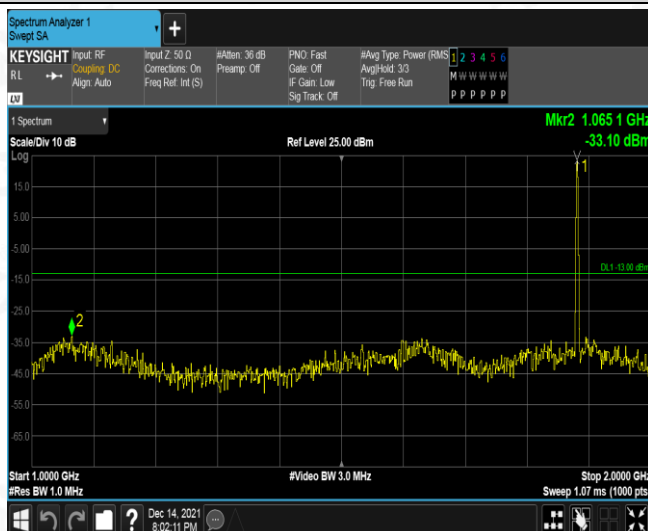 Spectrum Analyzer 1
Swept SA
+
KEYSIGHT Input: RF Input Z: 50 Ω #Atten: 36 dB PNO: Fast #Avg Type: Power (RMS 1 2 3 4 5 6
RL Coupling: DC Corrections: On Preamp: Off Gate: Off Avg|Hold: 3/3 M W W W W W
Align: Auto Freq Ref: Int (S) IF Gain: Low Trig: Free Run
Sig Track: Off P P P P P P
LXI
1 Spectrum Mkr2 1.065 1 GHz
Scale/Div 10 dB Ref Level 25.00 dBm -33.10 dBm
Log
1
15.0
5.00
-5.00
DL1 -13.00 dBm
-15.0
-25.0
2
-35.0
-45.0
-55.0
-65.0
Start 1.0000 GHz #Video BW 3.0 MHz Stop 2.0000 GHz
#Res BW 1.0 MHz Sweep 1.07 ms (1000 pts
? Dec 14, 2021
8:02:11 PM